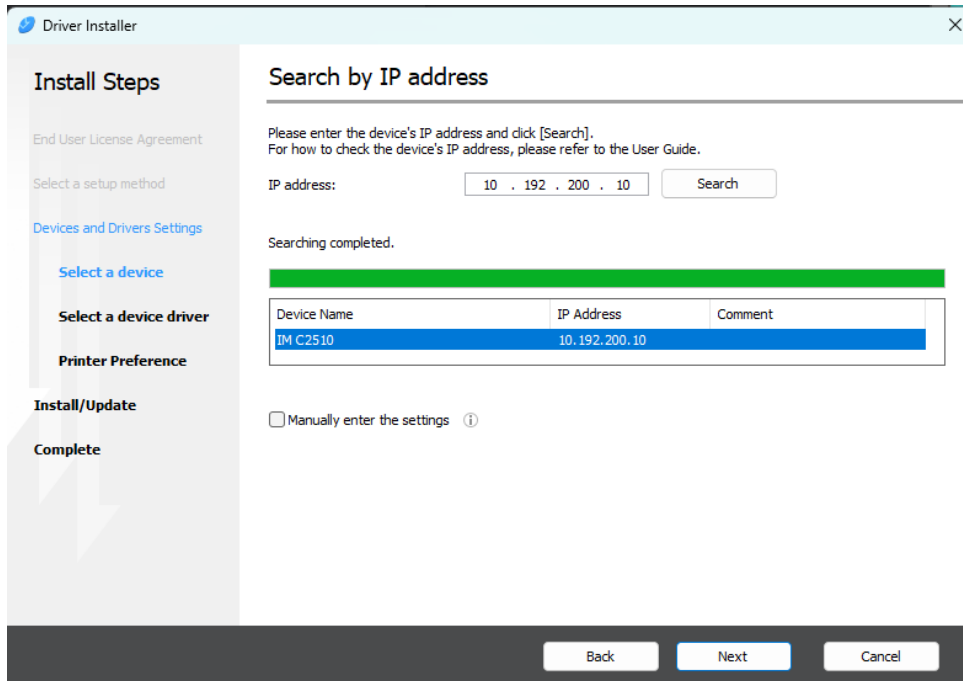 Driver Installer
Install Steps
End User License Agreement
Select a setup method
Devices and Drivers Settings
Select a device
Select a device driver
Printer Preference
Install/Update
Complete
Search by IP address
Please enter the device's IP address and click [Search].
For how to check the device's IP address, please refer to the User Guide.
IP address: 10 . 192 . 200 . 10 Search
Searching completed.
Device Name IP Address Comment
IM C2510 10.192.200.10
Manually enter the settings
Back Next Cancel